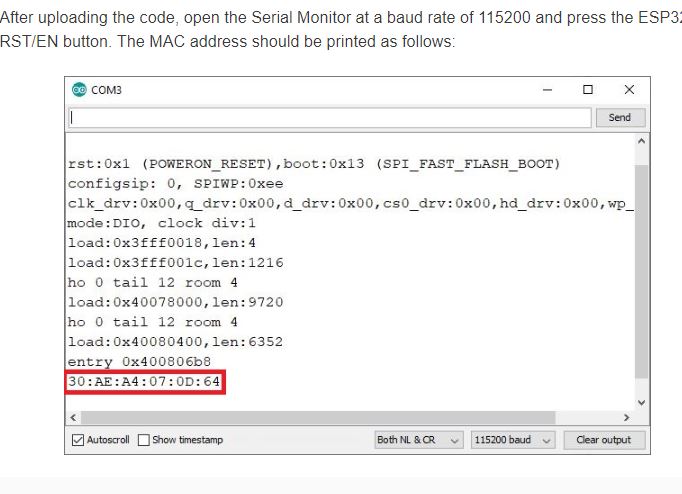 After uploading the code, open the Serial Monitor at a baud rate of 115200 and press the
RST/EN button. The MAC address should be printed as follows:
COM3
Send
rst:0x1 (POWERON_RESET),boot:0x13 (SPI_FAST_FLASH_BOOT)
configsip: 0, SPIWP:0xee
clk_drv:0x00,q_drv:0x00,d_drv:0x00,cs0_drv:0x00,hd_drv:0x00,wp_
mode:DIO, clock div:1
load:0x3fff0018,len:4
load:0x3fff001c,len:1216
ho 0 tail 12 room 4
load:0x40078000,len:9720
ho 0 tail 12 room 4
load:0x40080400,len:6352
entry 0x400806b8
30:AE:A4:07:0D:64
Autoscroll Show timestamp Both NL & CR 115200 baud Clear output